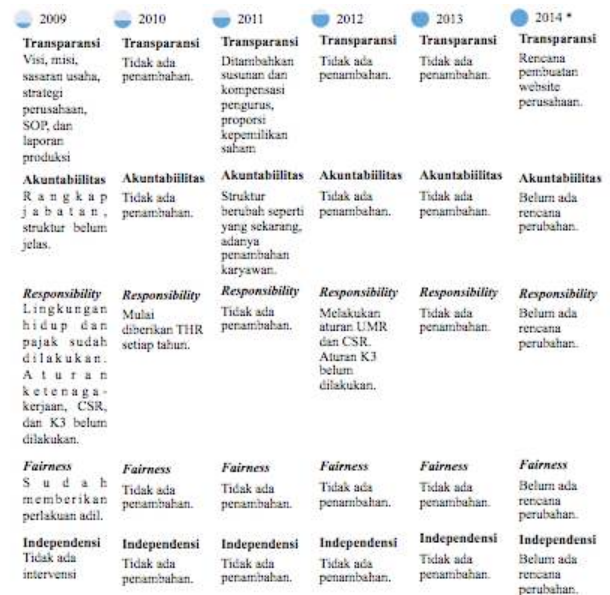 2009
2010
2011
2012
2013
2014 *
Transparansi
Visi, misi,
sasaran usaha,
strategi
perusahaan,
SOP, dan
laporan
produksi
Transparansi
Tidak ada
penambahan.
Transparansi
Ditambahkan
susunan dan
kompensasi
pengurus,
proporsi
kepemilikan
saham
Transparansi
Tidak ada
penambahan.
Transparansi
Tidak ada
penambahan.
Transparansi
Rencana
pembuatan
website
perusahaan.
Akuntabiilitas
Rangkap
jabatan,
struktur belum
jelas.
Akuntabiilitas
Tidak ada
penambahan.
Akuntabiilitas
Struktur
berubah seperti
yang sekarang,
adanya
penambahan
karyawan.
Akuntabiilitas
Tidak ada
penambahan.
Akuntabiilitas
Tidak ada
penambahan.
Akuntabiilitas
Belum ada
rencana
perubahan.
Responsibility
Lingkungan
hidup dan
pajak sudah
dilakukan.
Aturan
ketenaga-
kerjaan, CSR,
dan K3 belum
dilakukan.
Responsibility
Mulai
diberikan THR
setiap tahun.
Responsibility
Tidak ada
penambahan.
Responsibility
Melakukan
aturan UMR
dan CSR.
Aturan K3
belum
dilakukan.
Responsibility
Tidak ada
penambahan.
Responsibility
Belum ada
rencana
perubahan.
Fairness
Sudah
memberikan
perlakuan adil.
Fairness
Tidak ada
penambahan.
Fairness
Tidak ada
penambahan.
Fairness
Tidak ada
penambahan.
Fairness
Tidak ada
penambahan.
Fairness
Belum ada
rencana
perubahan.
Independensi
Tidak ada
intervensi
Independensi
Tidak ada
penambahan.
Independensi
Tidak ada
penambahan.
Independensi
Tidak ada
penambahan.
Independensi
Tidak ada
penambahan.
Independensi
Belum ada
rencana
perubahan.